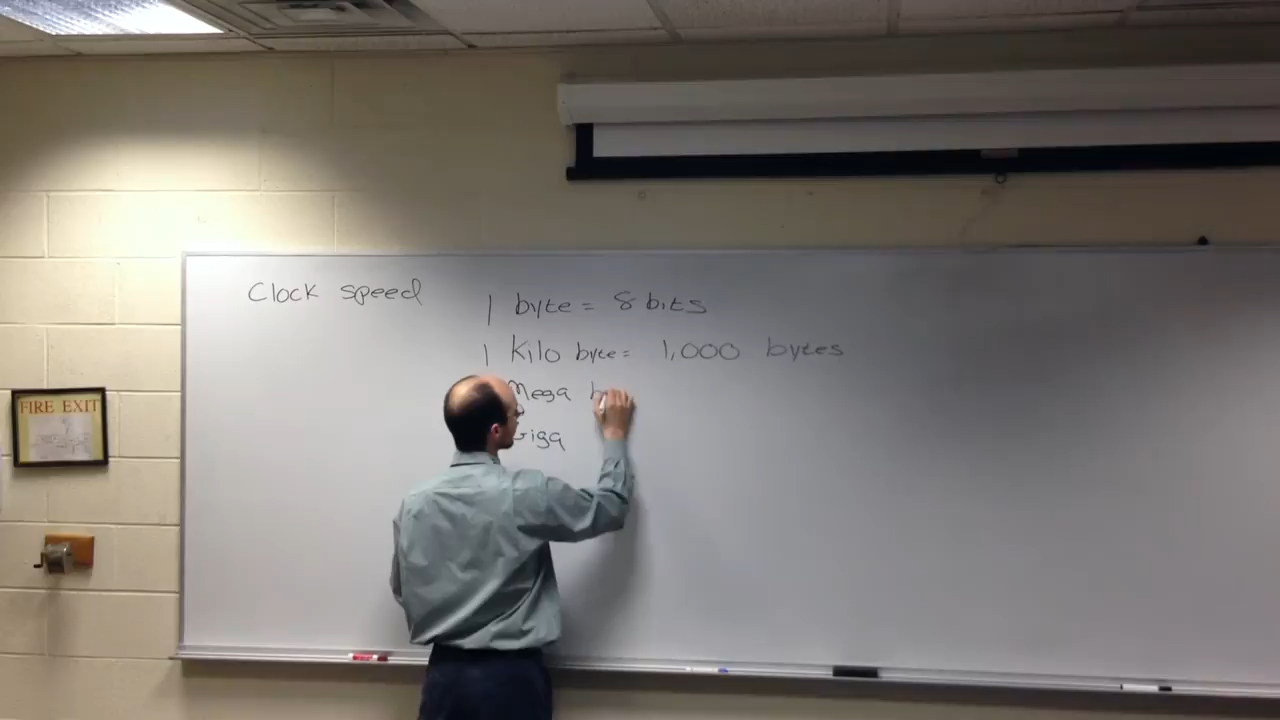 FIRE EXIT
Clock speed
1 byte = 8 bits
1 Kilo byte = 1,000 bytes
Mega b
Giga